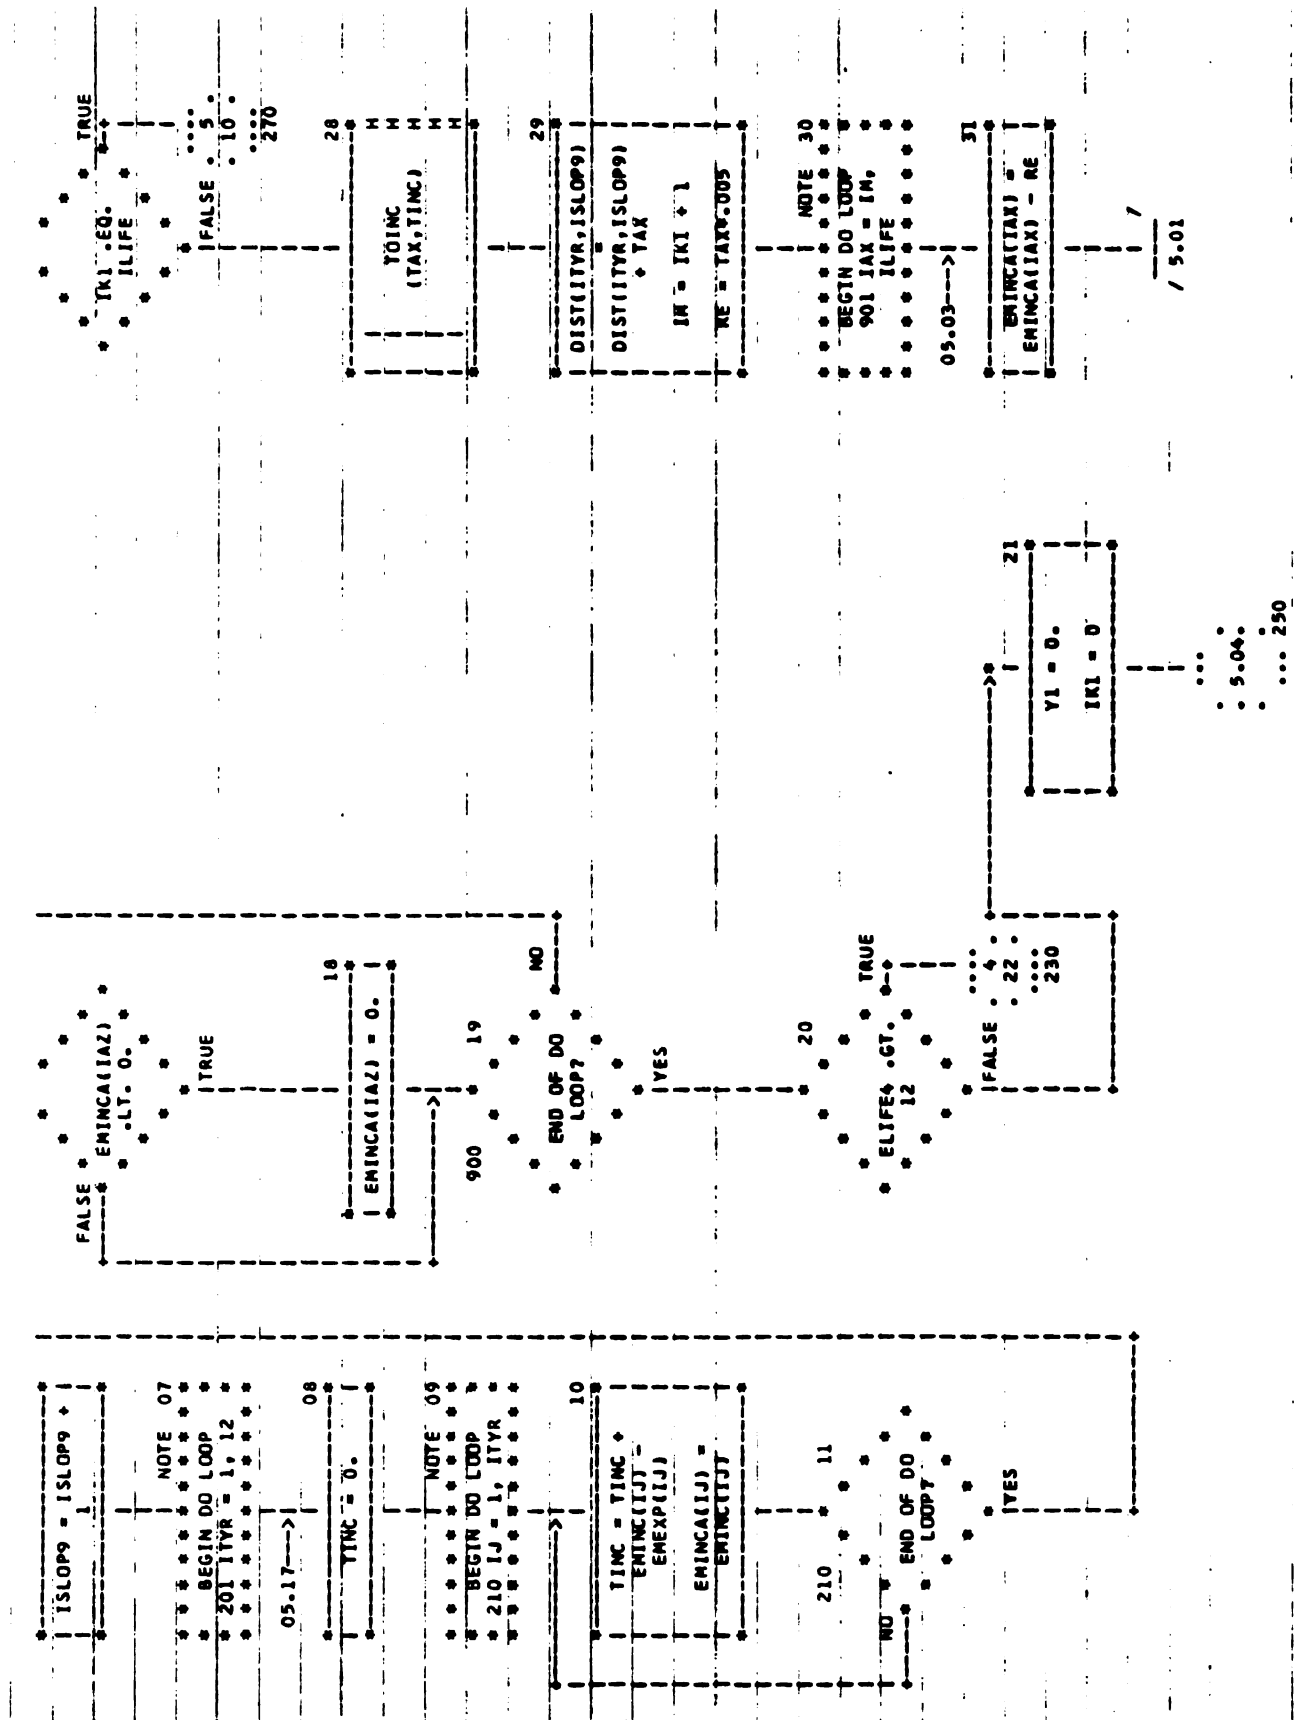 ISLOP9 = ISLOP9 +
1
NOTE 07
BEGIN DO LOOP
201 ITYR = 1, 12
05.17--->
08
TINC = 0.
NOTE 09
BEGIN DO LOOP
210 IJ = 1, ITYR
10
TINC = TINC +
EMINC(IJ) -
EMEXP(IJ)
EMINCA(IJ) =
EMINC(IJ)
210
11
NO
END OF DO
LOOP?
YES
FALSE
EMINCA(IAZ)
.LT. 0.
TRUE
18
EMINCA(IAZ) = 0.
900
19
NO
END OF DO
LOOP?
YES
20
TRUE
ELIFE4 .GT.
12
FALSE
. 4 .
. 22 .
230
21
Y1 = 0.
IK1 = 0
. 5.04.
250
TRUE
IK1 .EQ.
ILIFE
FALSE
. 5 .
. 10 .
270
28
TOINC
(TAX,TINC)
29
DIST(ITYR,ISLOP9)
=
DIST(ITYR,ISLOP9)
+ TAX
IM = IK1 + 1
RE = TAX*.005
NOTE 30
BEGIN DO LOOP
901 IAX = IM,
ILIFE
05.03--->
31
EMINCA(IAX) =
EMINCA(IAX) - RE
/ 5.01 /